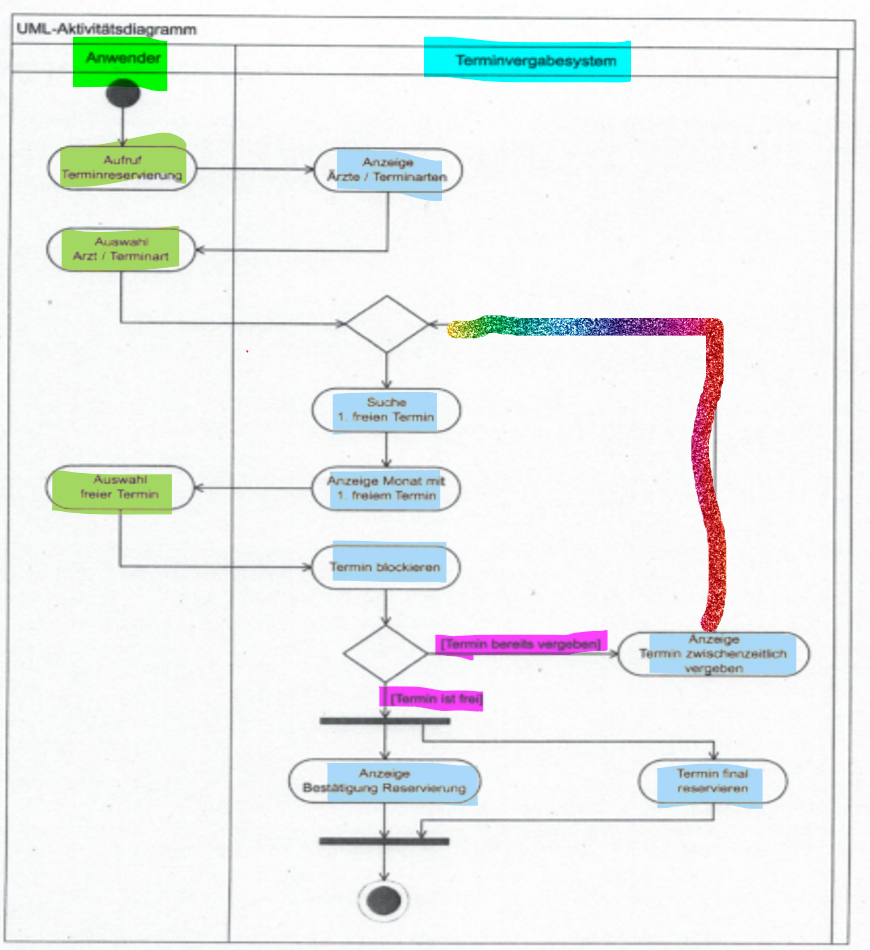 UML-Aktivitätsdiagramm
Anwender
Terminvergabesystem
Aufruf
Terminreservierung
Anzeige
Ärzte / Terminarten
Auswahl
Arzt / Terminart
Suche
1. freien Termin
Auswahl
freier Termin
Anzeige Monat mit
1. freiem Termin
Termin blockieren
[Termin bereits vergeben]
Anzeige
Termin zwischenzeitlich
vergeben
[Termin ist frei]
Anzeige
Bestätigung Reservierung
Termin final
reservieren